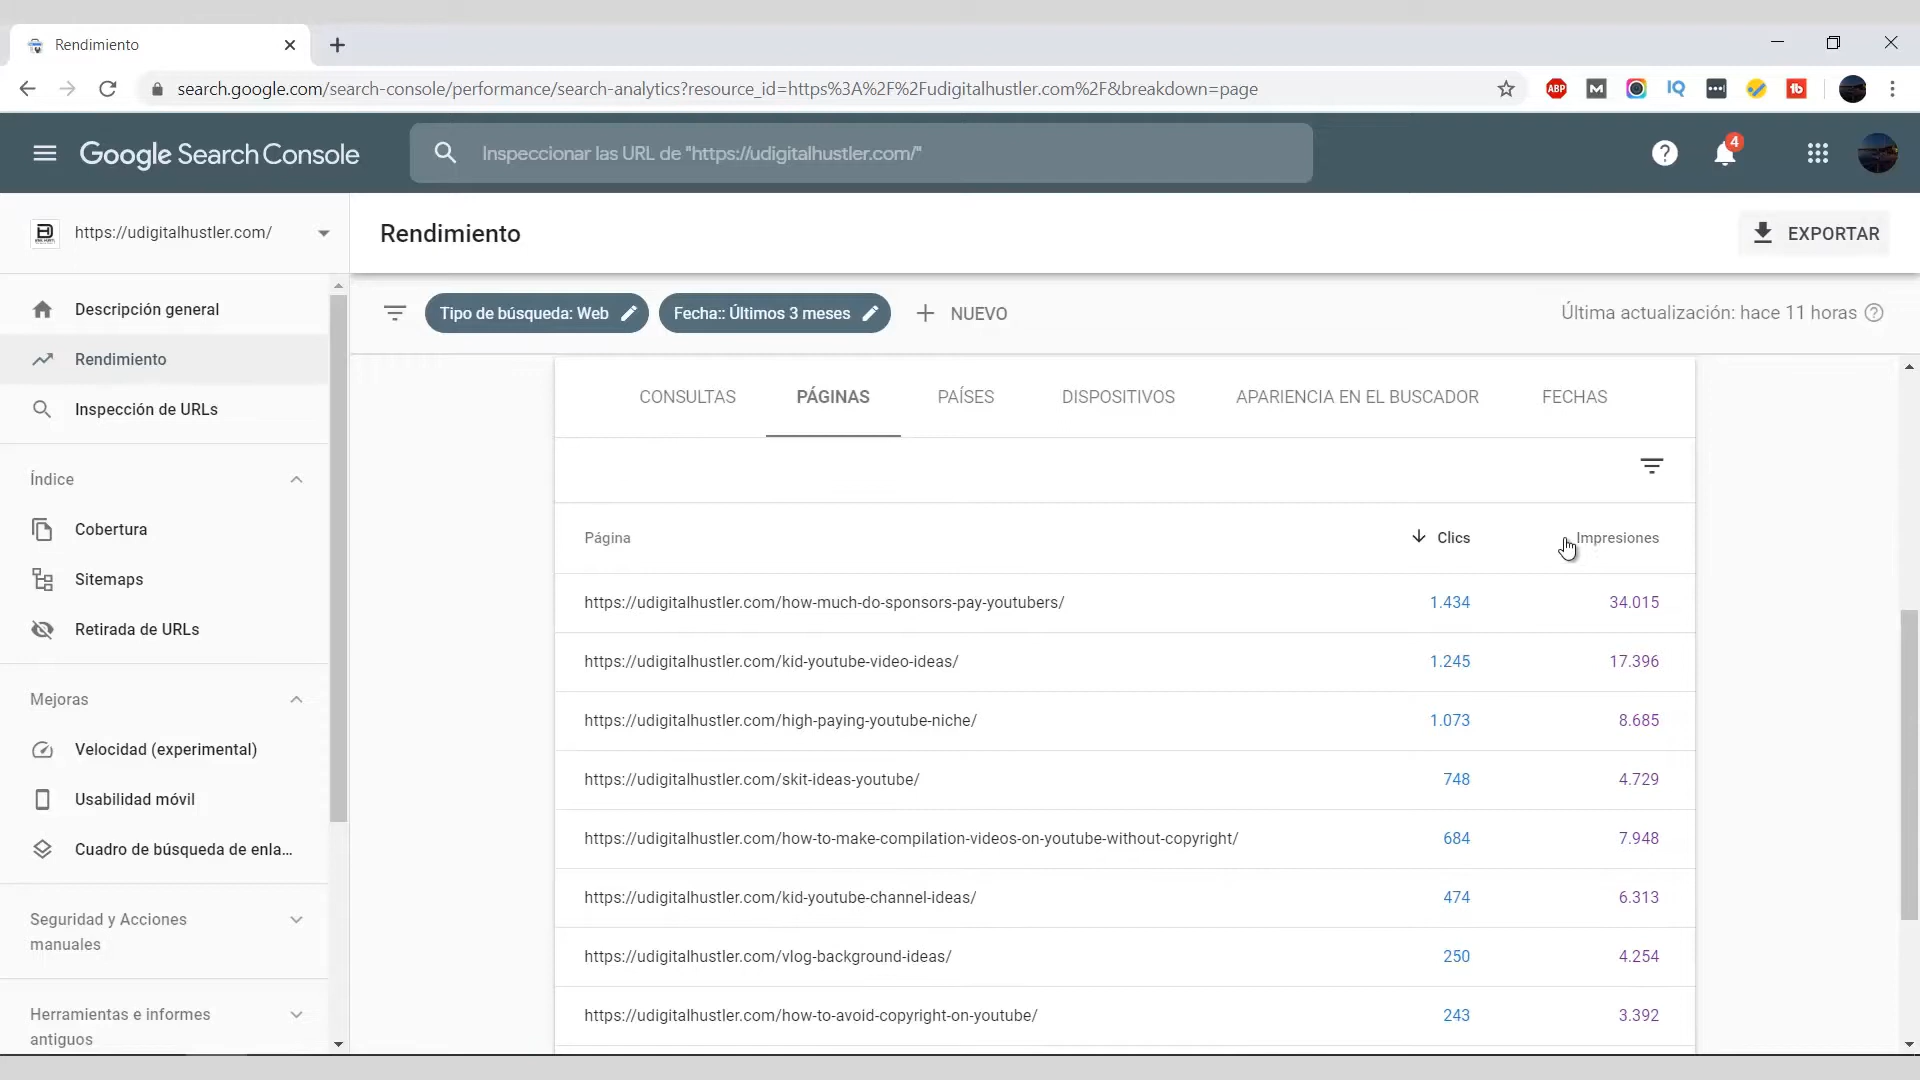 Rendimiento
search.google.com/search-console/performance/search-analytics?resource_id=https%3A%2F%2Fudigitalhustler.com%2F&breakdown=page
ABP
IQ
Google Search Console
Inspeccionar las URL de "https://udigitalhustler.com/"
4
https://udigitalhustler.com/
Rendimiento
EXPORTAR
Descripción general
Rendimiento
Inspección de URLs
Índice
Cobertura
Sitemaps
Retirada de URLs
Mejoras
Velocidad (experimental)
Usabilidad móvil
Cuadro de búsqueda de enla...
Seguridad y Acciones
manuales
Herramientas e informes
antiguos
Tipo de búsqueda: Web
Fecha:: Últimos 3 meses
NUEVO
Última actualización: hace 11 horas
CONSULTAS PÁGINAS PAÍSES DISPOSITIVOS APARIENCIA EN EL BUSCADOR FECHAS
Página Clics Impresiones
https://udigitalhustler.com/how-much-do-sponsors-pay-youtubers/ 1.434 34.015
https://udigitalhustler.com/kid-youtube-video-ideas/ 1.245 17.396
https://udigitalhustler.com/high-paying-youtube-niche/ 1.073 8.685
https://udigitalhustler.com/skit-ideas-youtube/ 748 4.729
https://udigitalhustler.com/how-to-make-compilation-videos-on-youtube-without-copyright/ 684 7.948
https://udigitalhustler.com/kid-youtube-channel-ideas/ 474 6.313
https://udigitalhustler.com/vlog-background-ideas/ 250 4.254
https://udigitalhustler.com/how-to-avoid-copyright-on-youtube/ 243 3.392